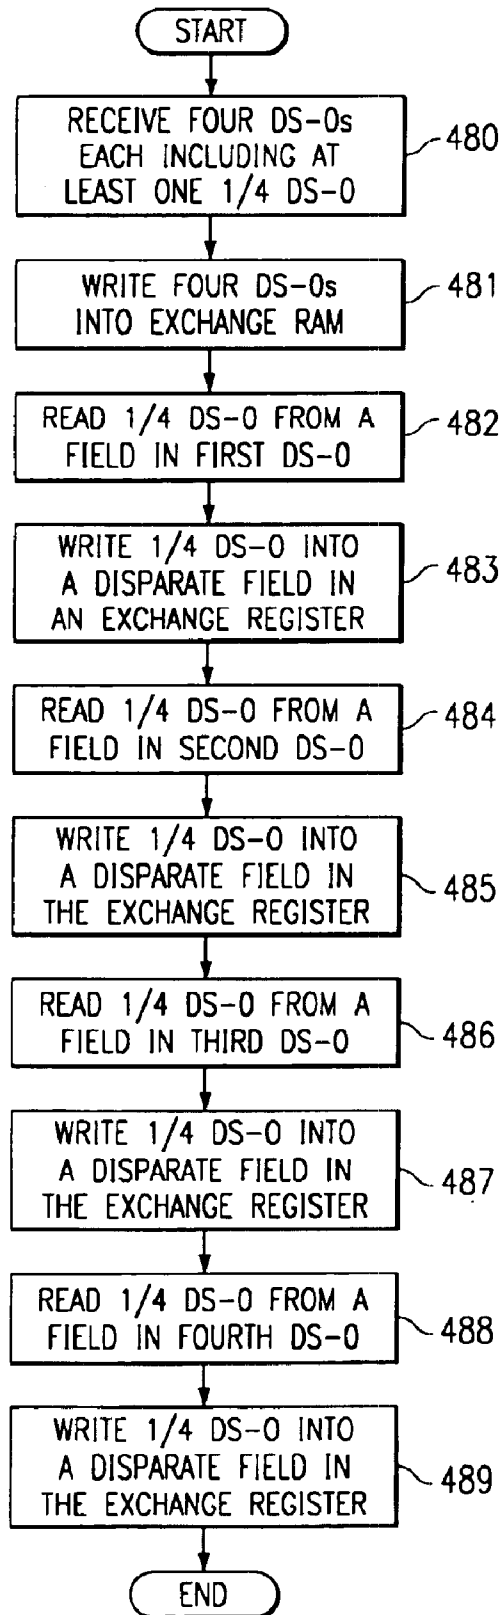 START
RECEIVE FOUR DS-0s
EACH INCLUDING AT
LEAST ONE 1/4 DS-0
480
WRITE FOUR DS-0s
INTO EXCHANGE RAM
481
READ 1/4 DS-0 FROM A
FIELD IN FIRST DS-0
482
WRITE 1/4 DS-0 INTO
A DISPARATE FIELD IN
AN EXCHANGE REGISTER
483
READ 1/4 DS-0 FROM A
FIELD IN SECOND DS-0
484
WRITE 1/4 DS-0 INTO
A DISPARATE FIELD IN
THE EXCHANGE REGISTER
485
READ 1/4 DS-0 FROM A
FIELD IN THIRD DS-0
486
WRITE 1/4 DS-0 INTO
A DISPARATE FIELD IN
THE EXCHANGE REGISTER
487
READ 1/4 DS-0 FROM A
FIELD IN FOURTH DS-0
488
WRITE 1/4 DS-0 INTO
A DISPARATE FIELD IN
THE EXCHANGE REGISTER
489
END